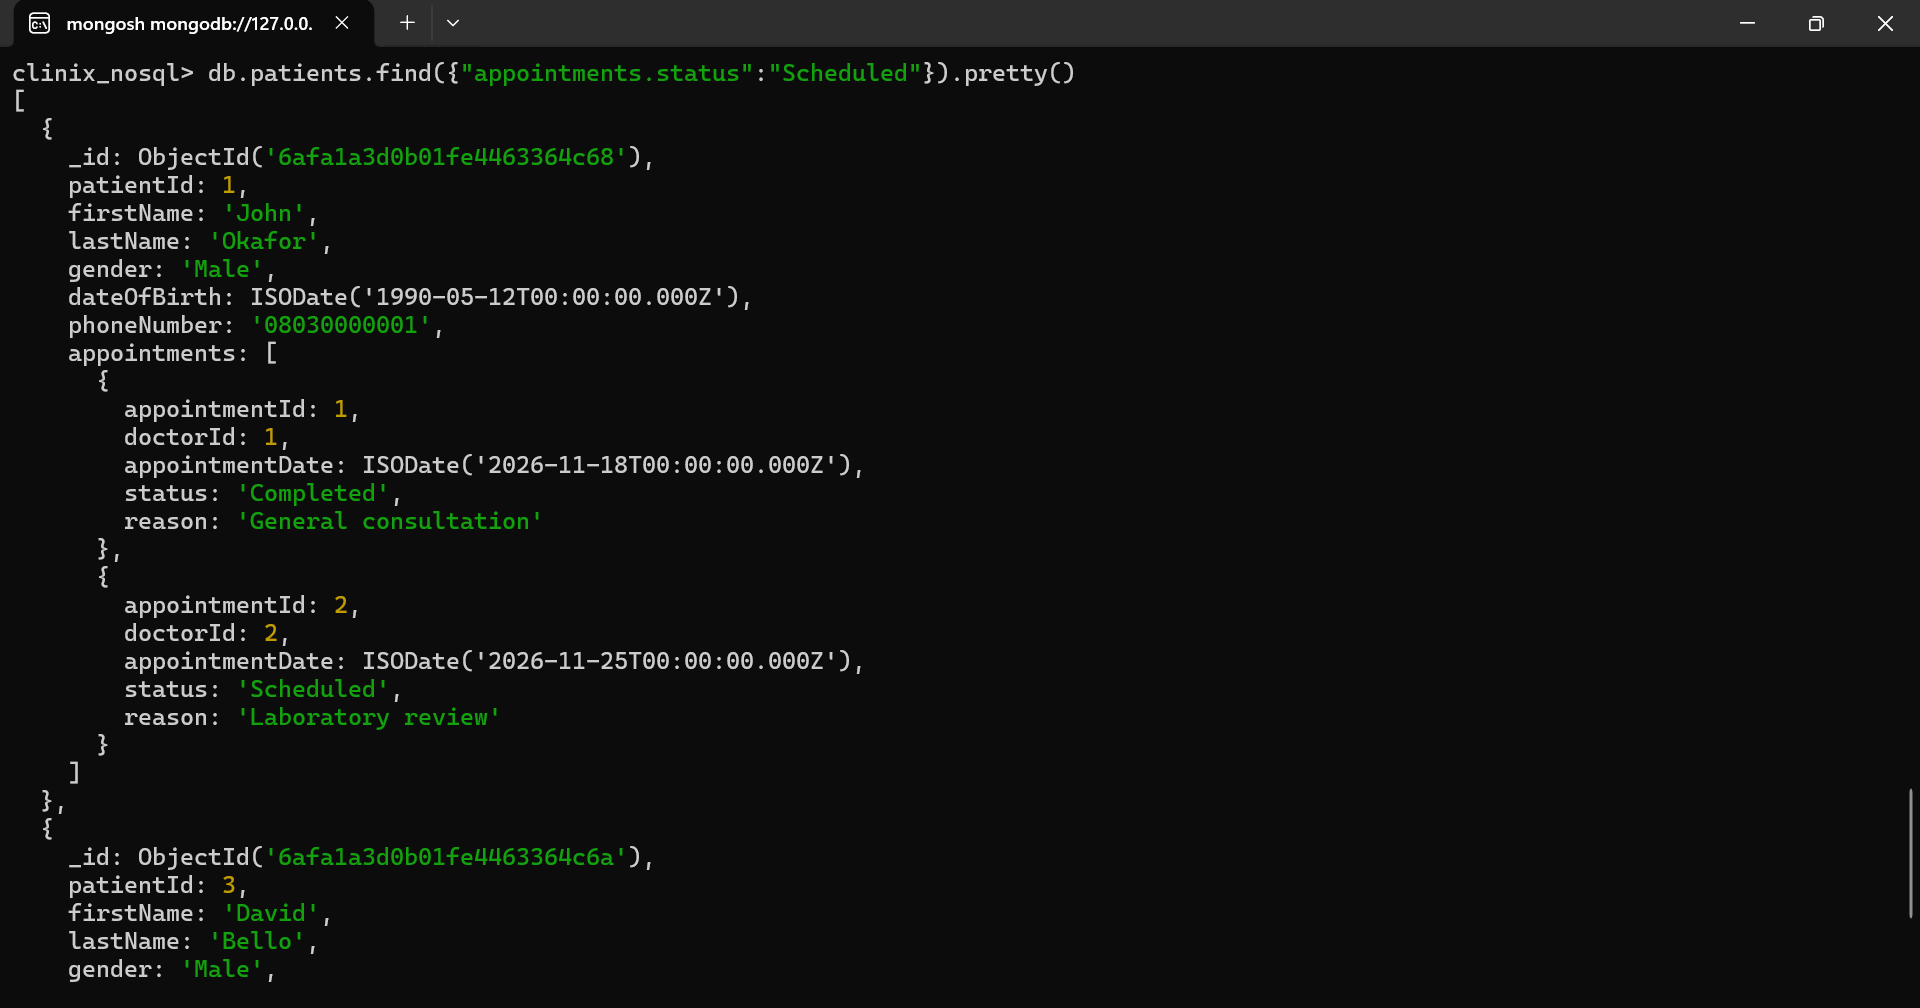 mongosh mongodb://127.0.0.
clinix_nosql> db.patients.find({"appointments.status":"Scheduled"}).pretty()
[
  {
    _id: ObjectId('6afa1a3d0b01fe4463364c68'),
    patientId: 1,
    firstName: 'John',
    lastName: 'Okafor',
    gender: 'Male',
    dateOfBirth: ISODate('1990-05-12T00:00:00.000Z'),
    phoneNumber: '08030000001',
    appointments: [
      {
        appointmentId: 1,
        doctorId: 1,
        appointmentDate: ISODate('2026-11-18T00:00:00.000Z'),
        status: 'Completed',
        reason: 'General consultation'
      },
      {
        appointmentId: 2,
        doctorId: 2,
        appointmentDate: ISODate('2026-11-25T00:00:00.000Z'),
        status: 'Scheduled',
        reason: 'Laboratory review'
      }
    ]
  },
  {
    _id: ObjectId('6afa1a3d0b01fe4463364c6a'),
    patientId: 3,
    firstName: 'David',
    lastName: 'Bello',
    gender: 'Male',